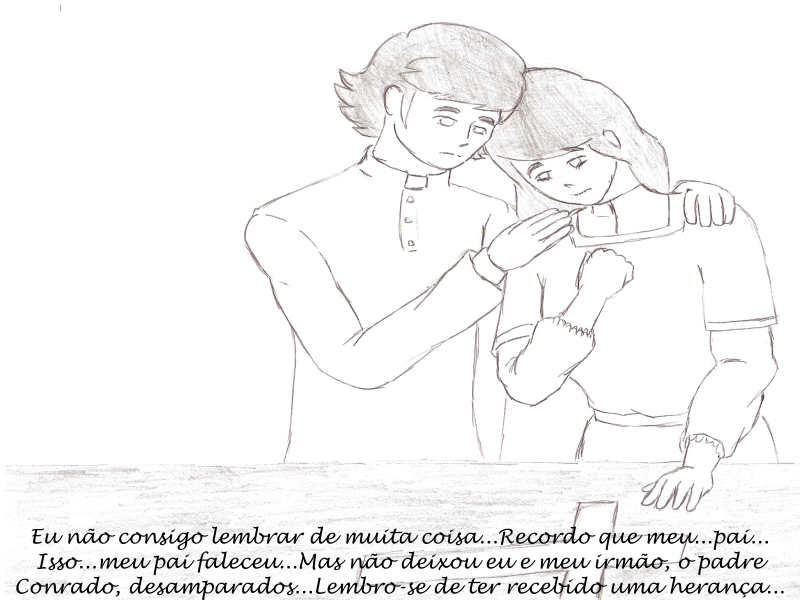 Eu não consigo lembrar de muita coisa...Recordo que meu...pai...
Isso...meu pai faleceu...Mas não deixou eu e meu irmão, o padre
Conrado, desamparados...Lembro-se de ter recebido uma herança...